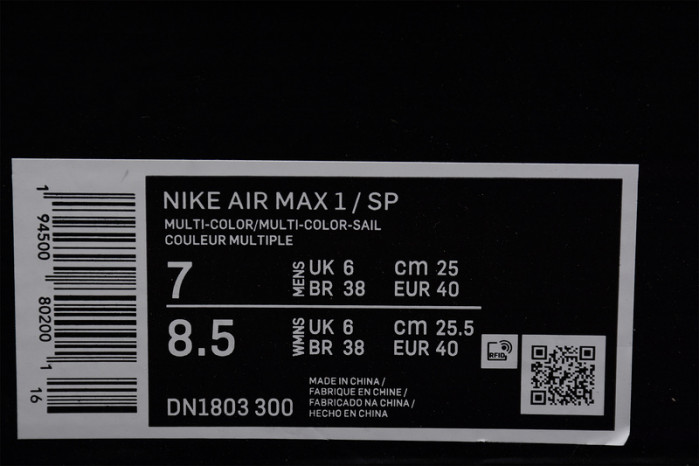 NIKE AIR MAX 1 / SP
MULTI-COLOR/MULTI-COLOR-SAIL
COULEUR MULTIPLE
7 MENS UK 6 cm 25
BR 38 EUR 40
8.5 WMNS UK 6 cm 25.5
BR 38 EUR 40
RFID
DN1803 300
MADE IN CHINA /
FABRIQUE EN CHINE /
FABRICADO NA CHINA /
HECHO EN CHINA
1 94500 80200 1 16